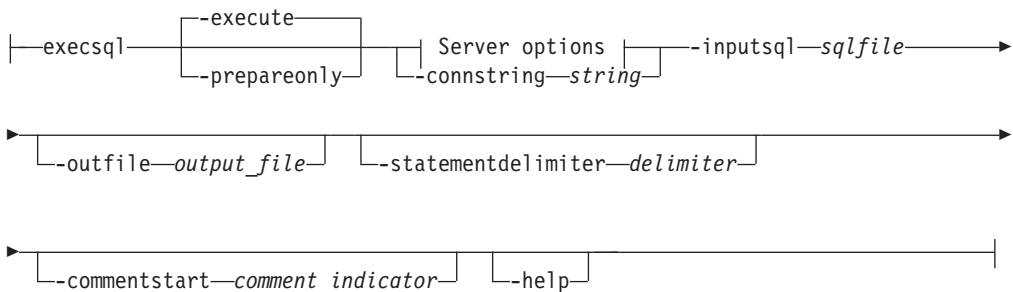 -execute
execsql Server options -inputsql sqlfile
-prepareonly -connstring string
-outfile output_file -statementdelimiter delimiter
-commentstart comment indicator -help